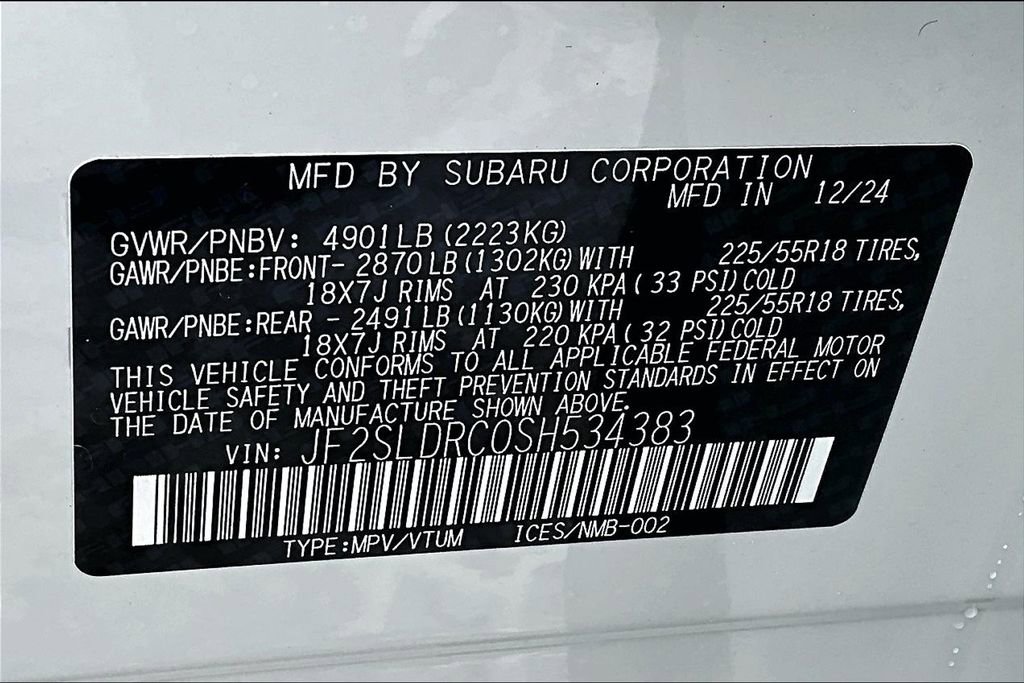 MFD BY SUBARU CORPORATION
MFD IN 12/24
GVWR/PNBV: 4901LB (2223KG)
GAWR/PNBE:FRONT- 2870LB (1302KG) WITH 225/55R18 TIRES,
18X7J RIMS AT 230 KPA ( 33 PSI) COLD
GAWR/PNBE:REAR - 2491LB (1130KG) WITH 225/55R18 TIRES,
18X7J RIMS AT 220 KPA ( 32 PSI) COLD
THIS VEHICLE CONFORMS TO ALL APPLICABLE FEDERAL MOTOR
VEHICLE SAFETY AND THEFT PREVENTION STANDARDS IN EFFECT ON
THE DATE OF MANUFACTURE SHOWN ABOVE.
VIN: JF2SLDRC0SH534383
TYPE:MPV/VTUM ICES/NMB-002